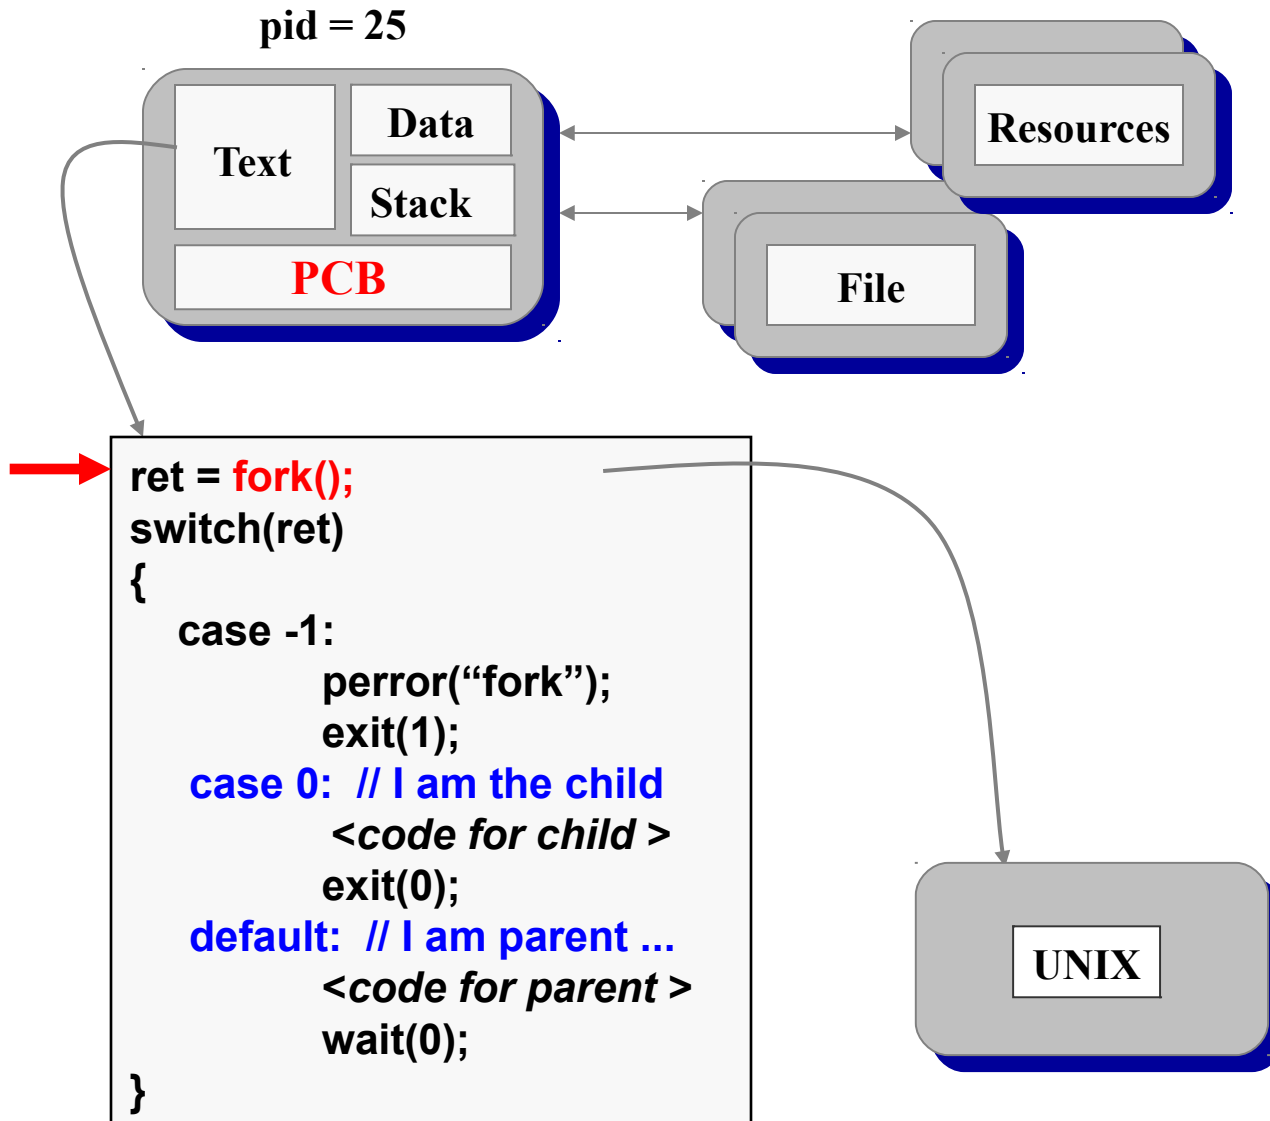 pid = 25
Text
Data
Stack
PCB
Resources
File
ret = fork();
switch(ret)
{
case -1:
perror(“fork”);
exit(1);
case 0: // I am the child
<code for child >
exit(0);
default: // I am parent ...
<code for parent >
wait(0);
}
UNIX